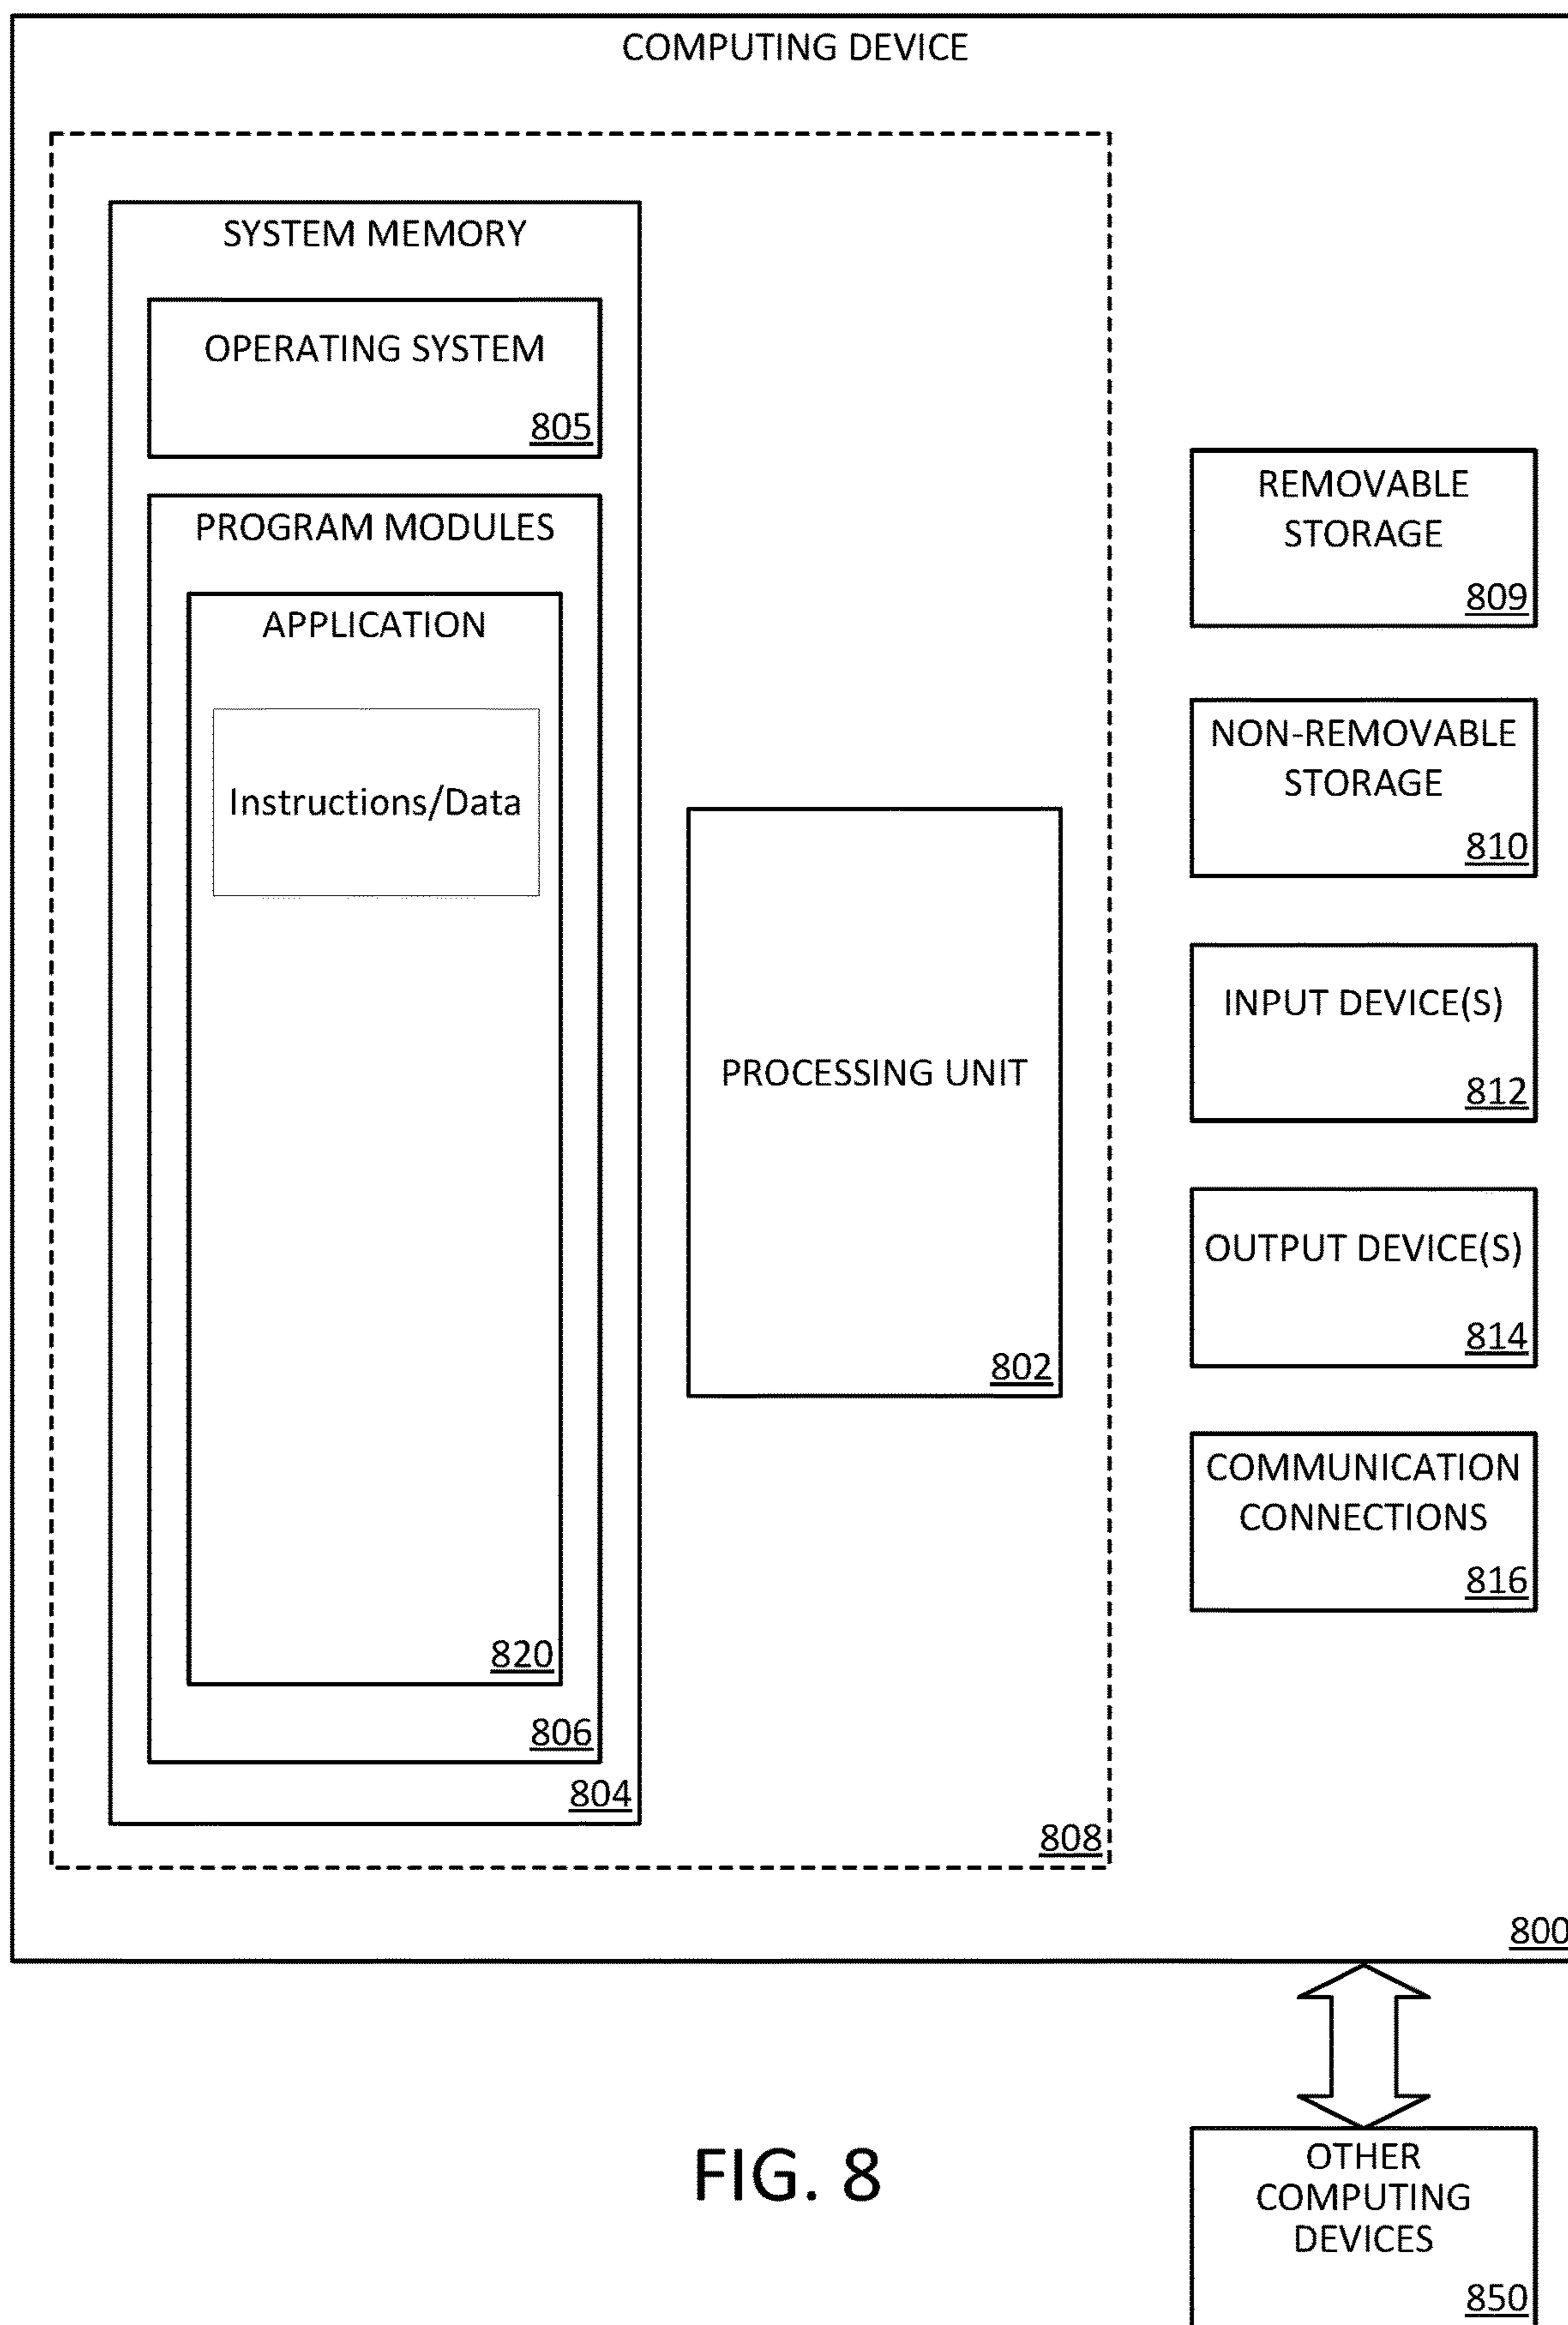 COMPUTING DEVICE
SYSTEM MEMORY
OPERATING SYSTEM
805
PROGRAM MODULES
APPLICATION
Instructions/Data
820
806
804
PROCESSING UNIT
802
808
REMOVABLE
STORAGE
809
NON-REMOVABLE
STORAGE
810
INPUT DEVICE(S)
812
OUTPUT DEVICE(S)
814
COMMUNICATION
CONNECTIONS
816
800
OTHER
COMPUTING
DEVICES
850
FIG. 8